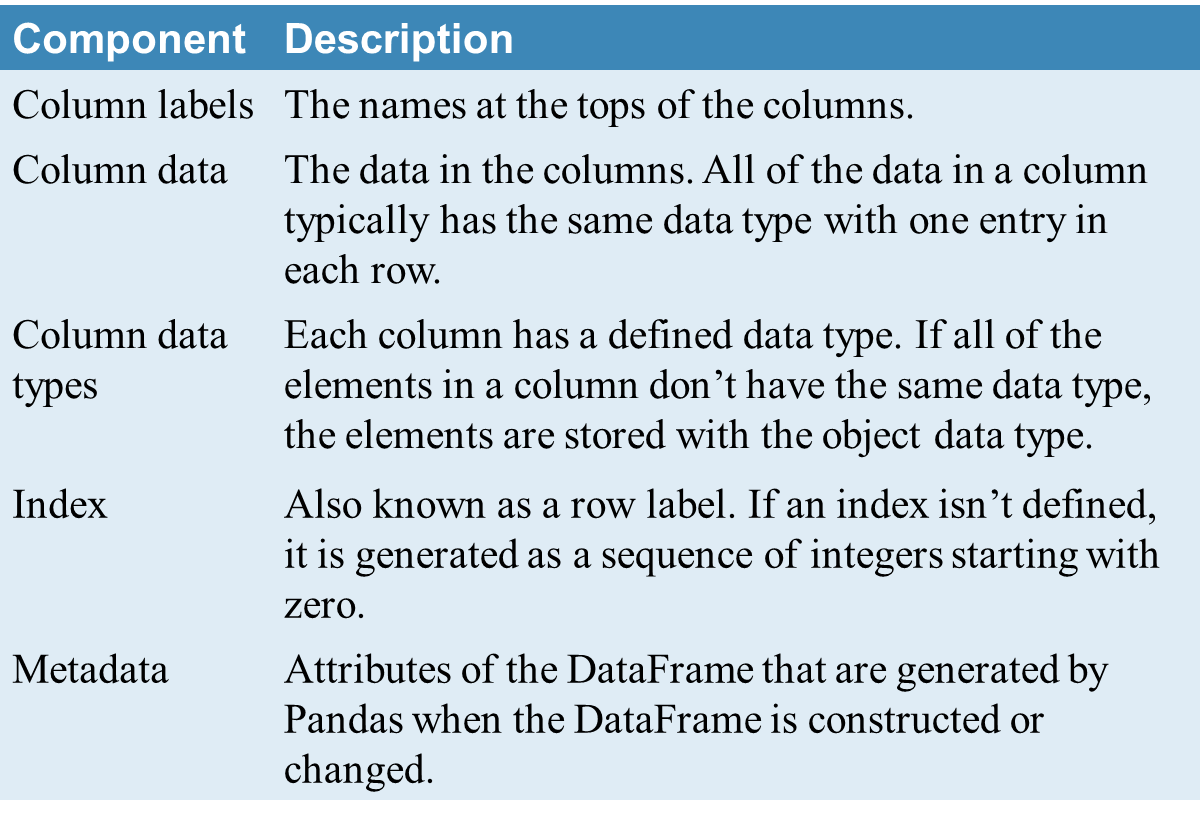 Component Description
Column labels The names at the tops of the columns.
Column data The data in the columns. All of the data in a column
typically has the same data type with one entry in
each row.
Column data Each column has a defined data type. If all of the
types elements in a column don’t have the same data type,
the elements are stored with the object data type.
Index Also known as a row label. If an index isn’t defined,
it is generated as a sequence of integers starting with
zero.
Metadata Attributes of the DataFrame that are generated by
Pandas when the DataFrame is constructed or
changed.